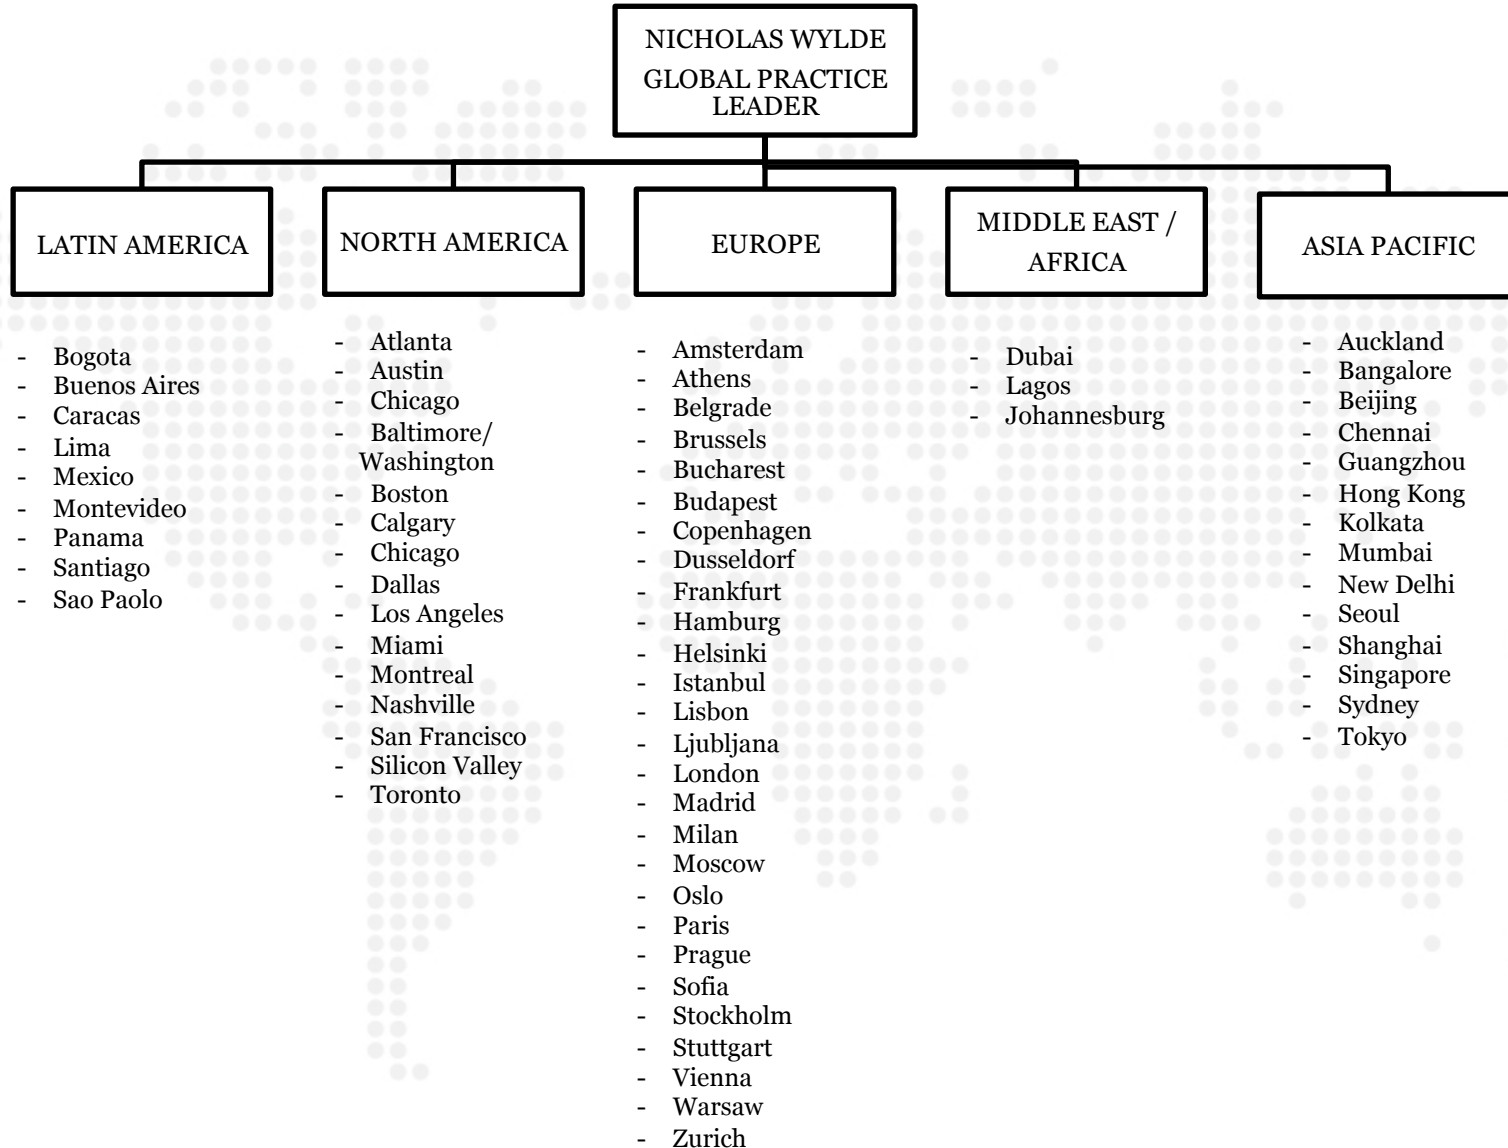 NICHOLAS WYLDE
GLOBAL PRACTICE
LEADER
LATIN AMERICA
- Bogota
- Buenos Aires
- Caracas
- Lima
- Mexico
- Montevideo
- Panama
- Santiago
- Sao Paolo
NORTH AMERICA
- Atlanta
- Austin
- Chicago
- Baltimore/
Washington
- Boston
- Calgary
- Chicago
- Dallas
- Los Angeles
- Miami
- Montreal
- Nashville
- San Francisco
- Silicon Valley
- Toronto
EUROPE
- Amsterdam
- Athens
- Belgrade
- Brussels
- Bucharest
- Budapest
- Copenhagen
- Dusseldorf
- Frankfurt
- Hamburg
- Helsinki
- Istanbul
- Lisbon
- Ljubljana
- London
- Madrid
- Milan
- Moscow
- Oslo
- Paris
- Prague
- Sofia
- Stockholm
- Stuttgart
- Vienna
- Warsaw
- Zurich
MIDDLE EAST /
AFRICA
- Dubai
- Lagos
- Johannesburg
ASIA PACIFIC
- Auckland
- Bangalore
- Beijing
- Chennai
- Guangzhou
- Hong Kong
- Kolkata
- Mumbai
- New Delhi
- Seoul
- Shanghai
- Singapore
- Sydney
- Tokyo